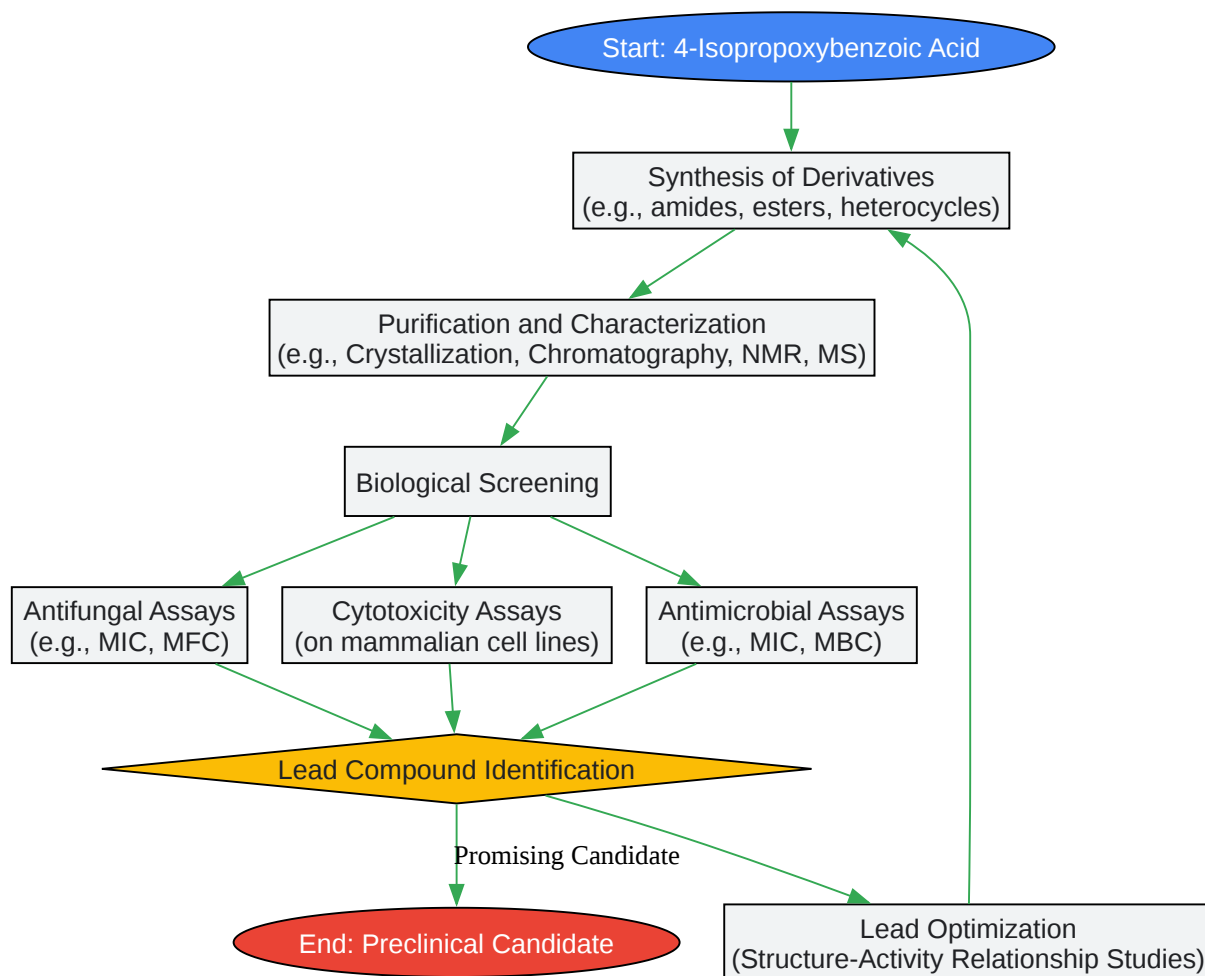 Start: 4-Isopropoxybenzoic Acid
Synthesis of Derivatives
(e.g., amides, esters, heterocycles)
Purification and Characterization
(e.g., Crystallization, Chromatography, NMR, MS)
Biological Screening
Antifungal Assays
(e.g., MIC, MFC)
Cytotoxicity Assays
(on mammalian cell lines)
Antimicrobial Assays
(e.g., MIC, MBC)
Lead Compound Identification
Promising Candidate
End: Preclinical Candidate
Lead Optimization
(Structure-Activity Relationship Studies)